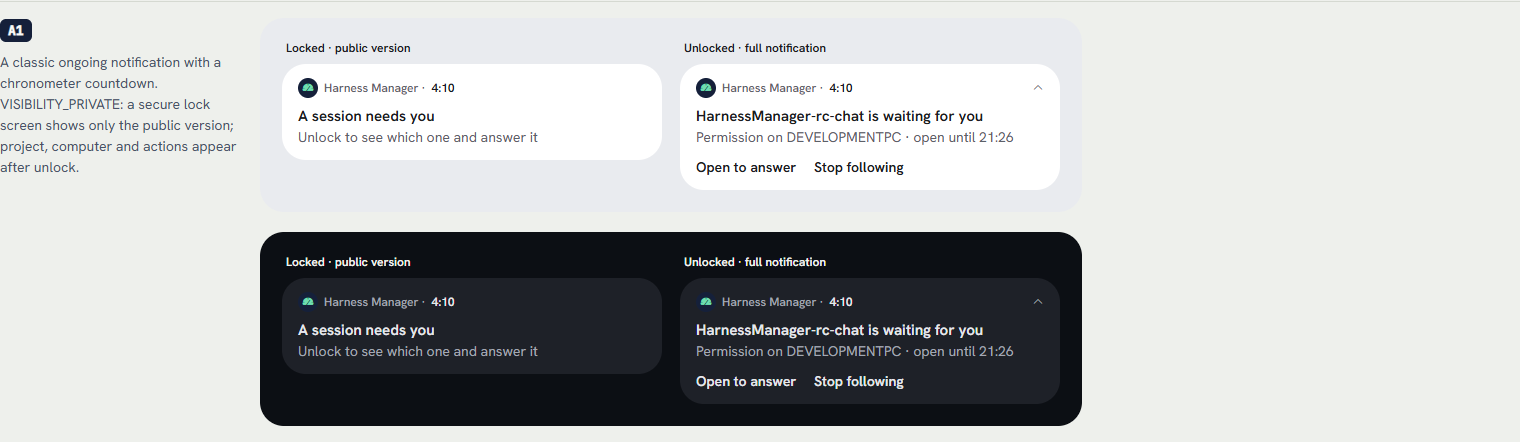 A1
A classic ongoing notification with a
chronometer countdown.
VISIBILITY_PRIVATE: a secure lock
screen shows only the public version;
project, computer and actions appear
after unlock.
Locked · public version
Harness Manager · 4:10
A session needs you
Unlock to see which one and answer it
Unlocked · full notification
Harness Manager · 4:10
HarnessManager-rc-chat is waiting for you
Permission on DEVELOPMENTPC · open until 21:26
Open to answer Stop following
Locked · public version
Harness Manager · 4:10
A session needs you
Unlock to see which one and answer it
Unlocked · full notification
Harness Manager · 4:10
HarnessManager-rc-chat is waiting for you
Permission on DEVELOPMENTPC · open until 21:26
Open to answer Stop following